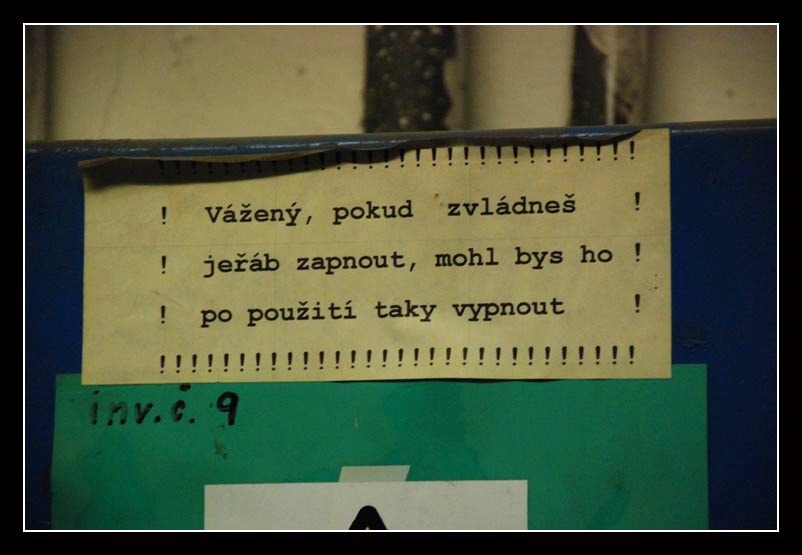 !!!!!!!!!!!!!!!!!!!!!!!!!!!!!!
! Vážený, pokud zvládneš !
! jeřáb zapnout, mohl bys ho !
! po použití taky vypnout !
!!!!!!!!!!!!!!!!!!!!!!!!!!!!!!
inv.č. 9